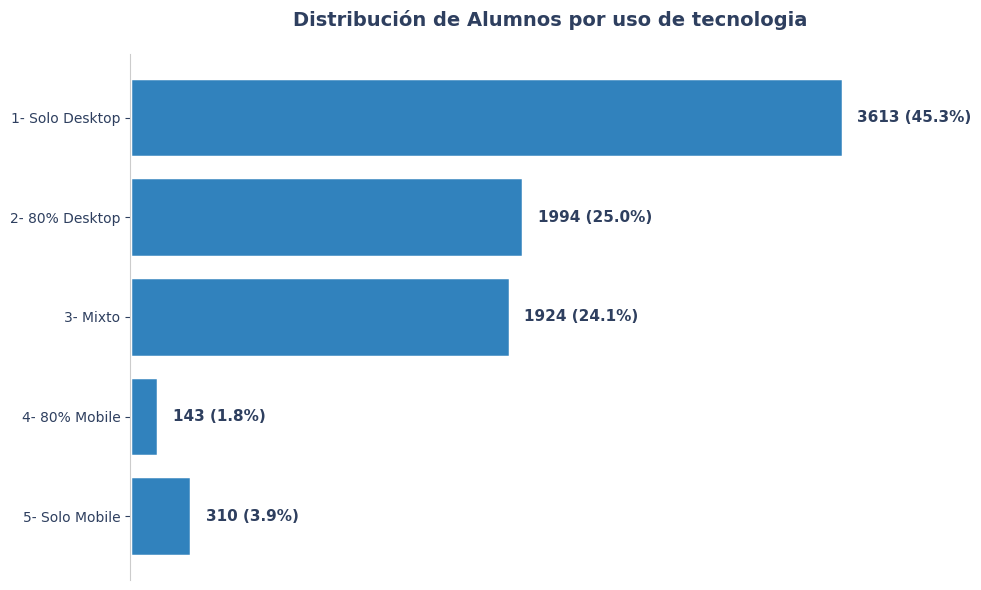 Distribución de Alumnos por uso de tecnologia
1- Solo Desktop 3613 (45.3%)
2- 80% Desktop 1994 (25.0%)
3- Mixto 1924 (24.1%)
4- 80% Mobile 143 (1.8%)
5- Solo Mobile 310 (3.9%)